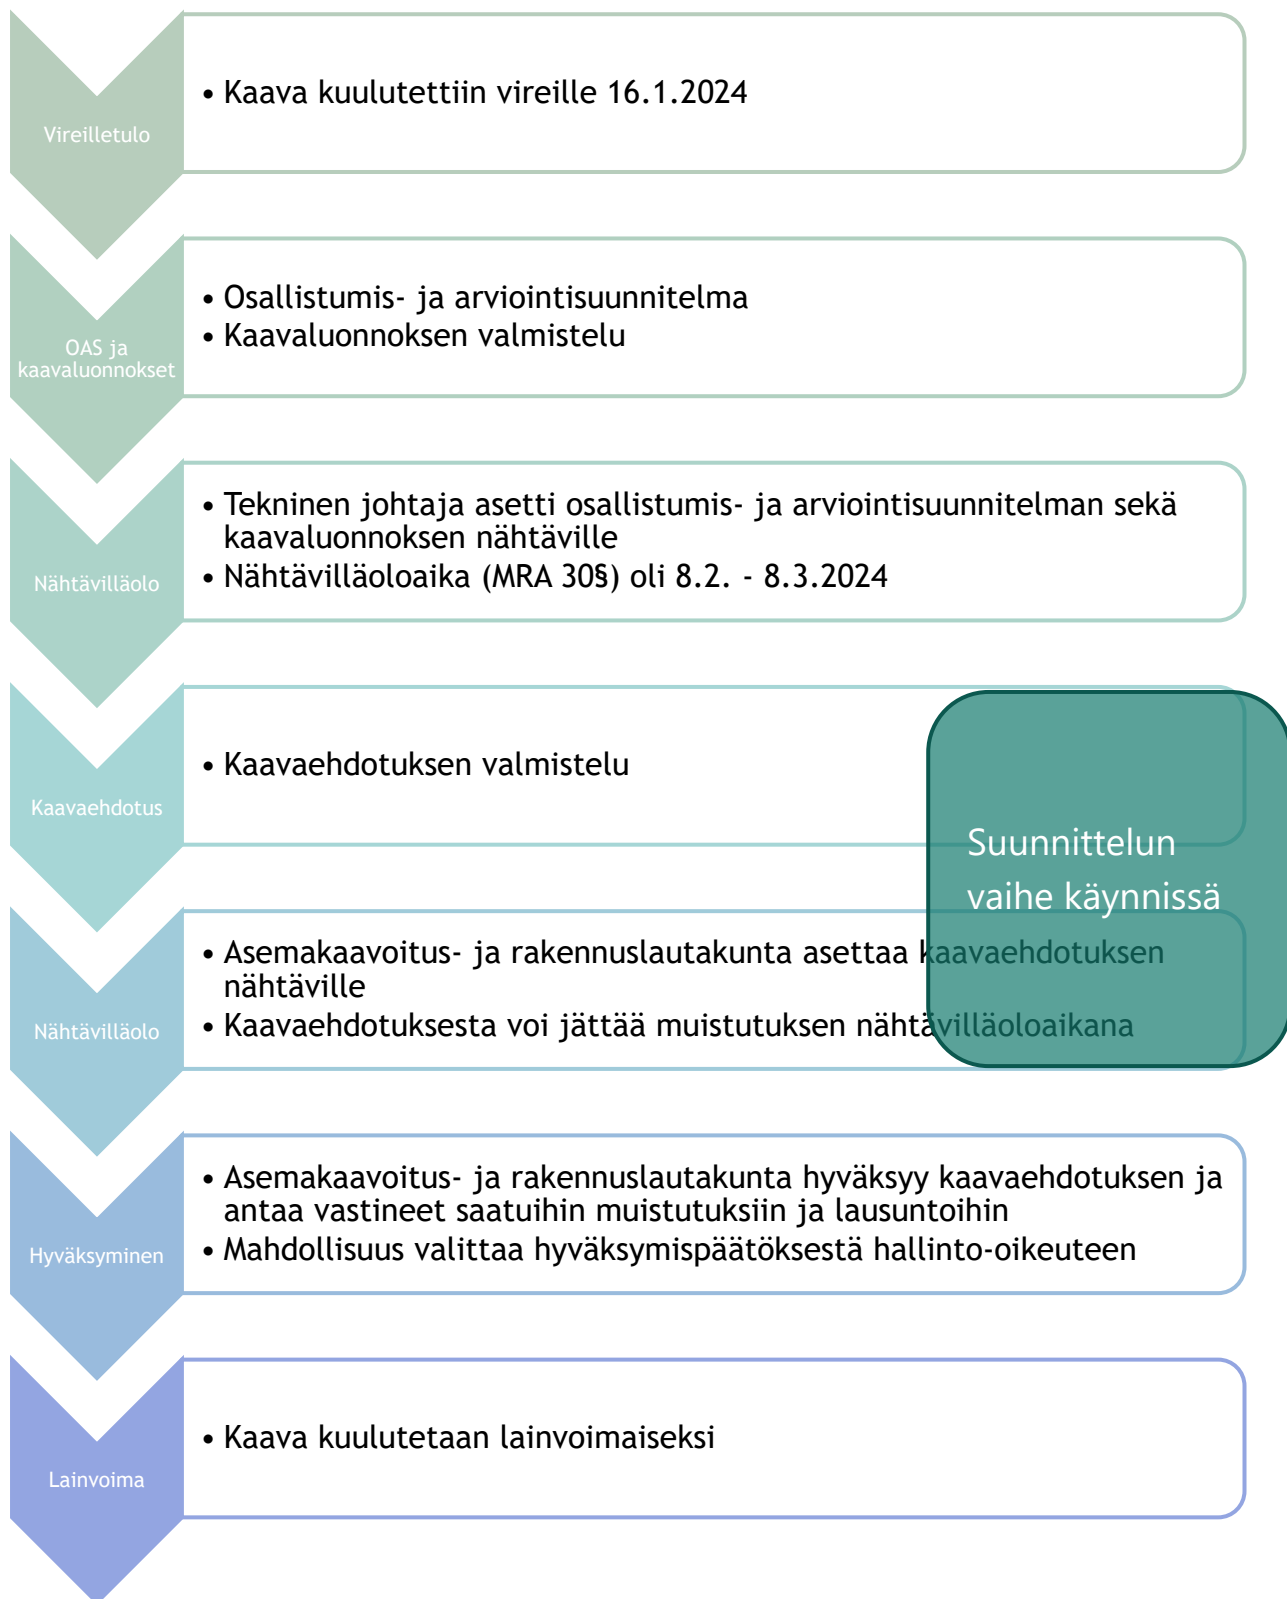 Vireilletulo
• Kaava kuulutettiin vireille 16.1.2024
OAS ja
kaavaluonnokset
• Osallistumis- ja arviointisuunnitelma
• Kaavaluonnoksen valmistelu
Nähtävilläolo
• Tekninen johtaja asetti osallistumis- ja arviointisuunnitelman sekä
kaavaluonnoksen nähtäville
• Nähtävilläoloaika (MRA 30§) oli 8.2. - 8.3.2024
Kaavaehdotus
• Kaavaehdotuksen valmistelu
Suunnittelun
vaihe käynnissä
Nähtävilläolo
• Asemakaavoitus- ja rakennuslautakunta asettaa kaavaehdotuksen
nähtäville
• Kaavaehdotuksesta voi jättää muistutuksen nähtävilläoloaikana
Hyväksyminen
• Asemakaavoitus- ja rakennuslautakunta hyväksyy kaavaehdotuksen ja
antaa vastineet saatuihin muistutuksiin ja lausuntoihin
• Mahdollisuus valittaa hyväksymispäätöksestä hallinto-oikeuteen
Lainvoima
• Kaava kuulutetaan lainvoimaiseksi